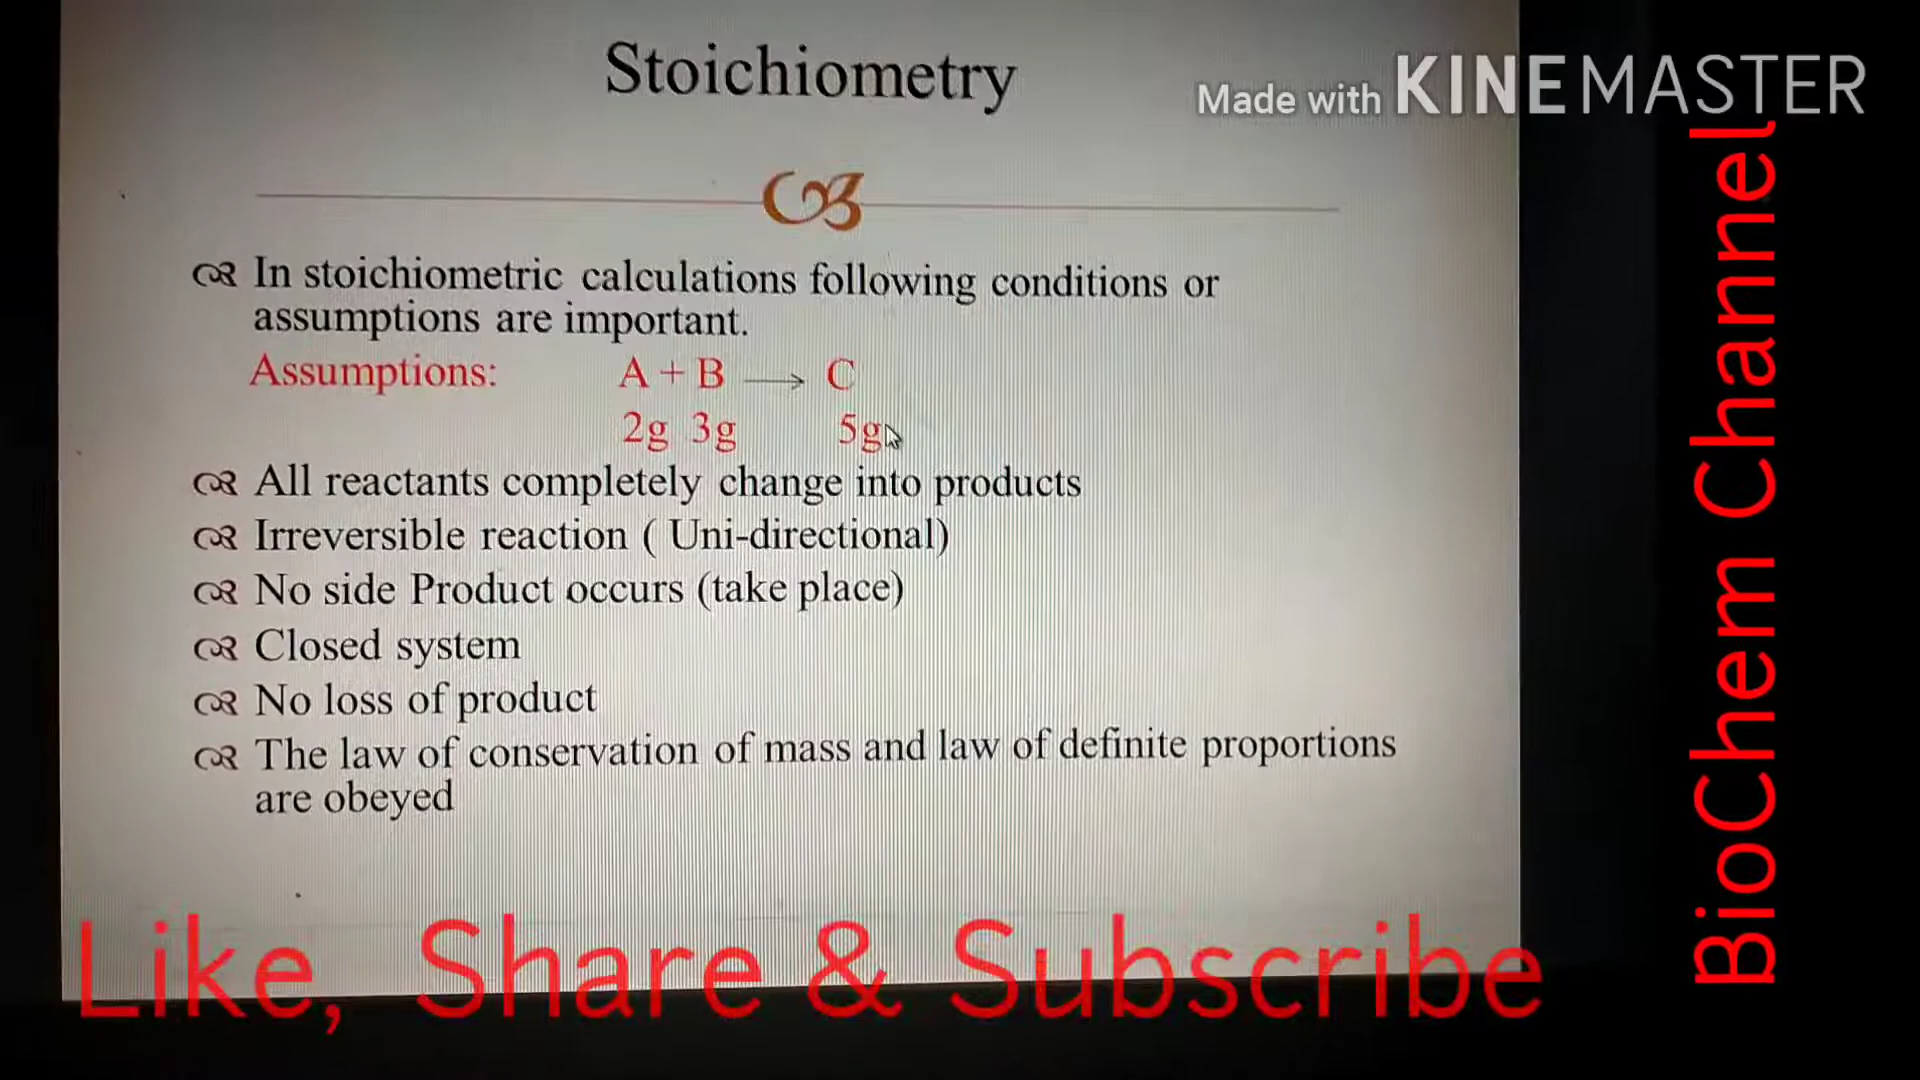 Stoichiometry
Made with KINEMASTER
In stoichiometric calculations following conditions or
assumptions are important.
Assumptions: A + B → C
2g 3g 5g
All reactants completely change into products
Irreversible reaction ( Uni-directional)
No side Product occurs (take place)
Closed system
No loss of product
The law of conservation of mass and law of definite proportions
are obeyed
Like, Share & Subscribe
BioChem Channel